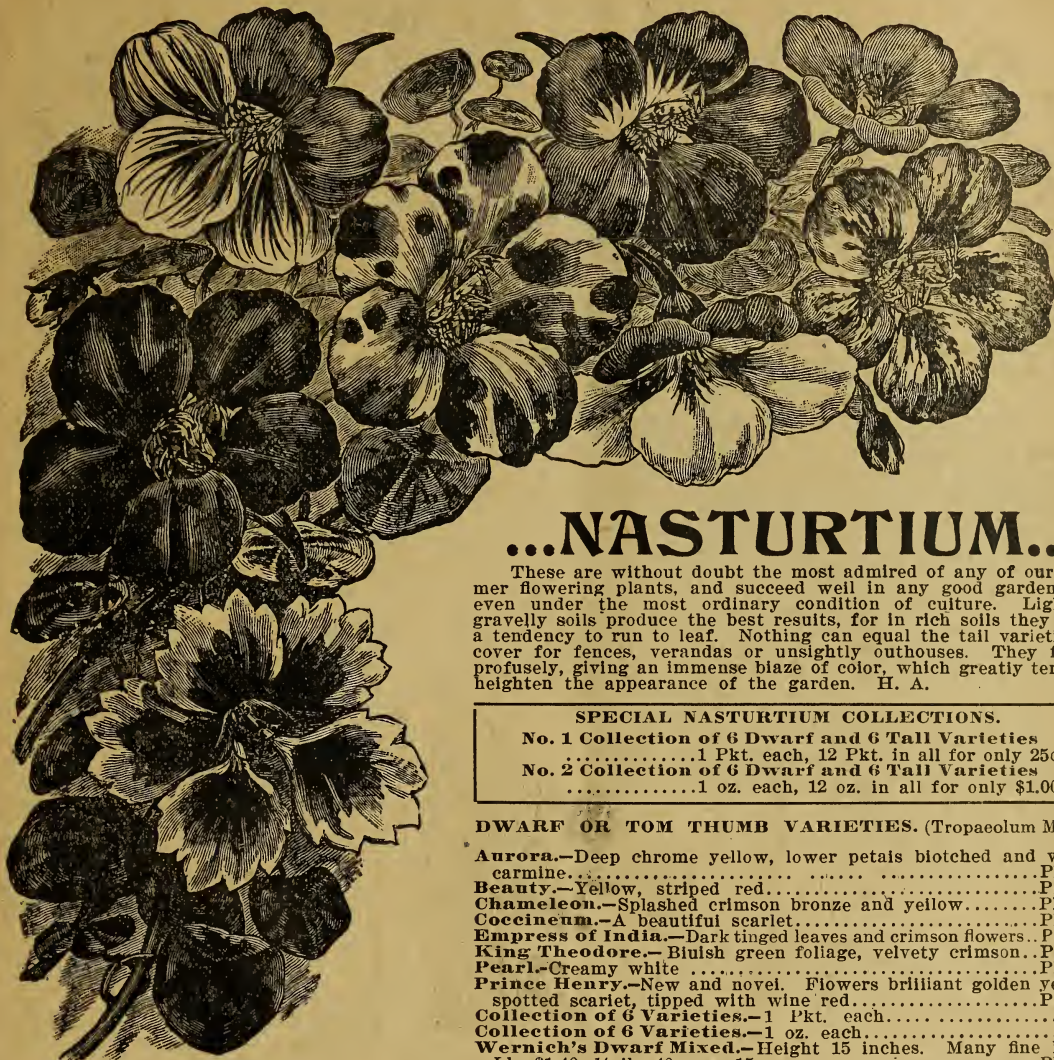 ...NASTURTIUM..
These are without doubt the most admired of any of our
mer flowering plants, and succeed well in any good garden
even under the most ordinary condition of culture. Lig
gravelly soils produce the best results, for in rich soils they
a tendency to run to leaf. Nothing can equal the tall variet
cover for fences, verandas or unsightly outhouses. They f
profusely, giving an immense blaze of color, which greatly ten
heighten the appearance of the garden. H. A.
SPECIAL NASTURTIUM COLLECTIONS.
No. 1 Collection of 6 Dwarf and 6 Tall Varieties
..............1 Pkt. each, 12 Pkt. in all for only 25c
No. 2 Collection of 6 Dwarf and 6 Tall Varieties
..............1 oz. each, 12 oz. in all for only $1.00
DWARF OR TOM THUMB VARIETIES. (Tropaeolum M
Aurora.—Deep chrome yellow, lower petals blotched and v
carmine.......................................................P
Beauty.—Yellow, striped red..............................P
Chameleon.—Splashed crimson bronze and yellow........P
Coccineum.—A beautiful scarlet...........................P
Empress of India.—Dark tinged leaves and crimson flowers..P
King Theodore.—Bluish green foliage, velvety crimson..P
Pearl.-Creamy white ........................................P
Prince Henry.—New and novel. Flowers brilliant golden ye
spotted scarlet, tipped with wine red.....................P
Collection of 6 Varieties.—1 Pkt. each....................
Collection of 6 Varieties.—1 oz. each......................
Wernich's Dwarf Mixed.—Height 15 inches. Many fine